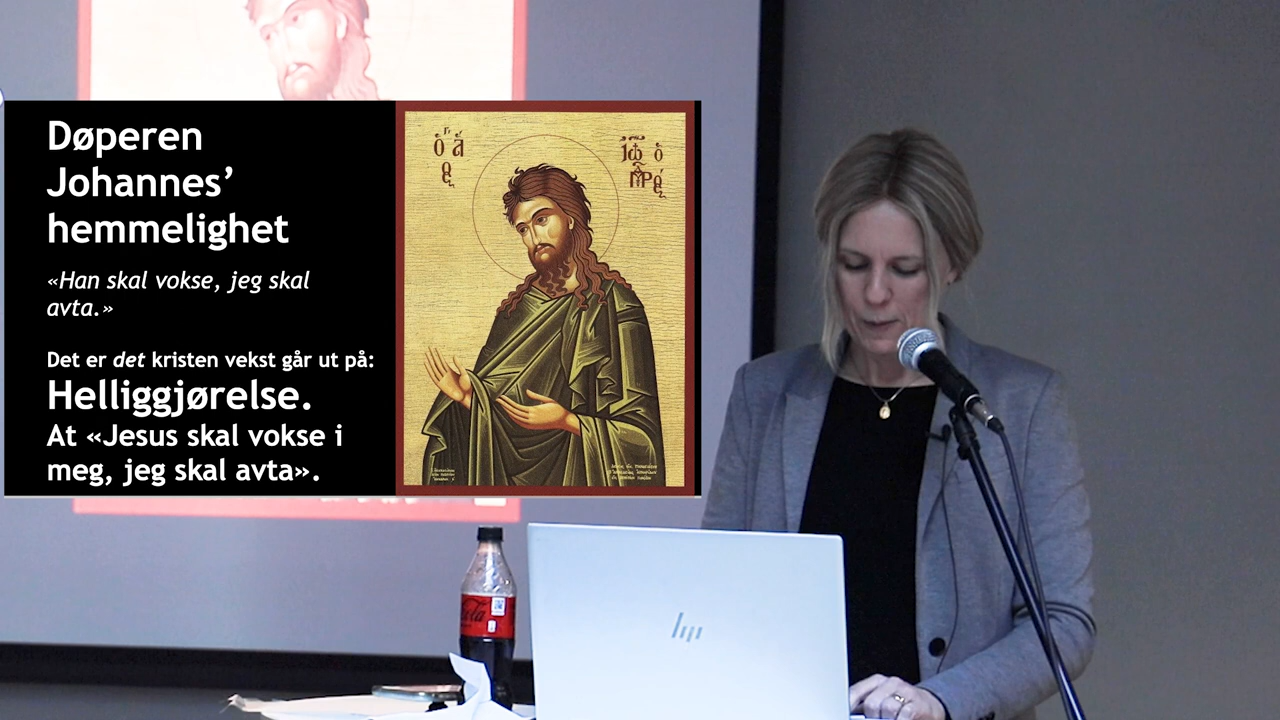 Døperen
Johannes’
hemmelighet
«Han skal vokse, jeg skal
avta.»
Det er det kristen vekst går ut på:
Helliggjørelse.
At «Jesus skal vokse i
meg, jeg skal avta».
hp